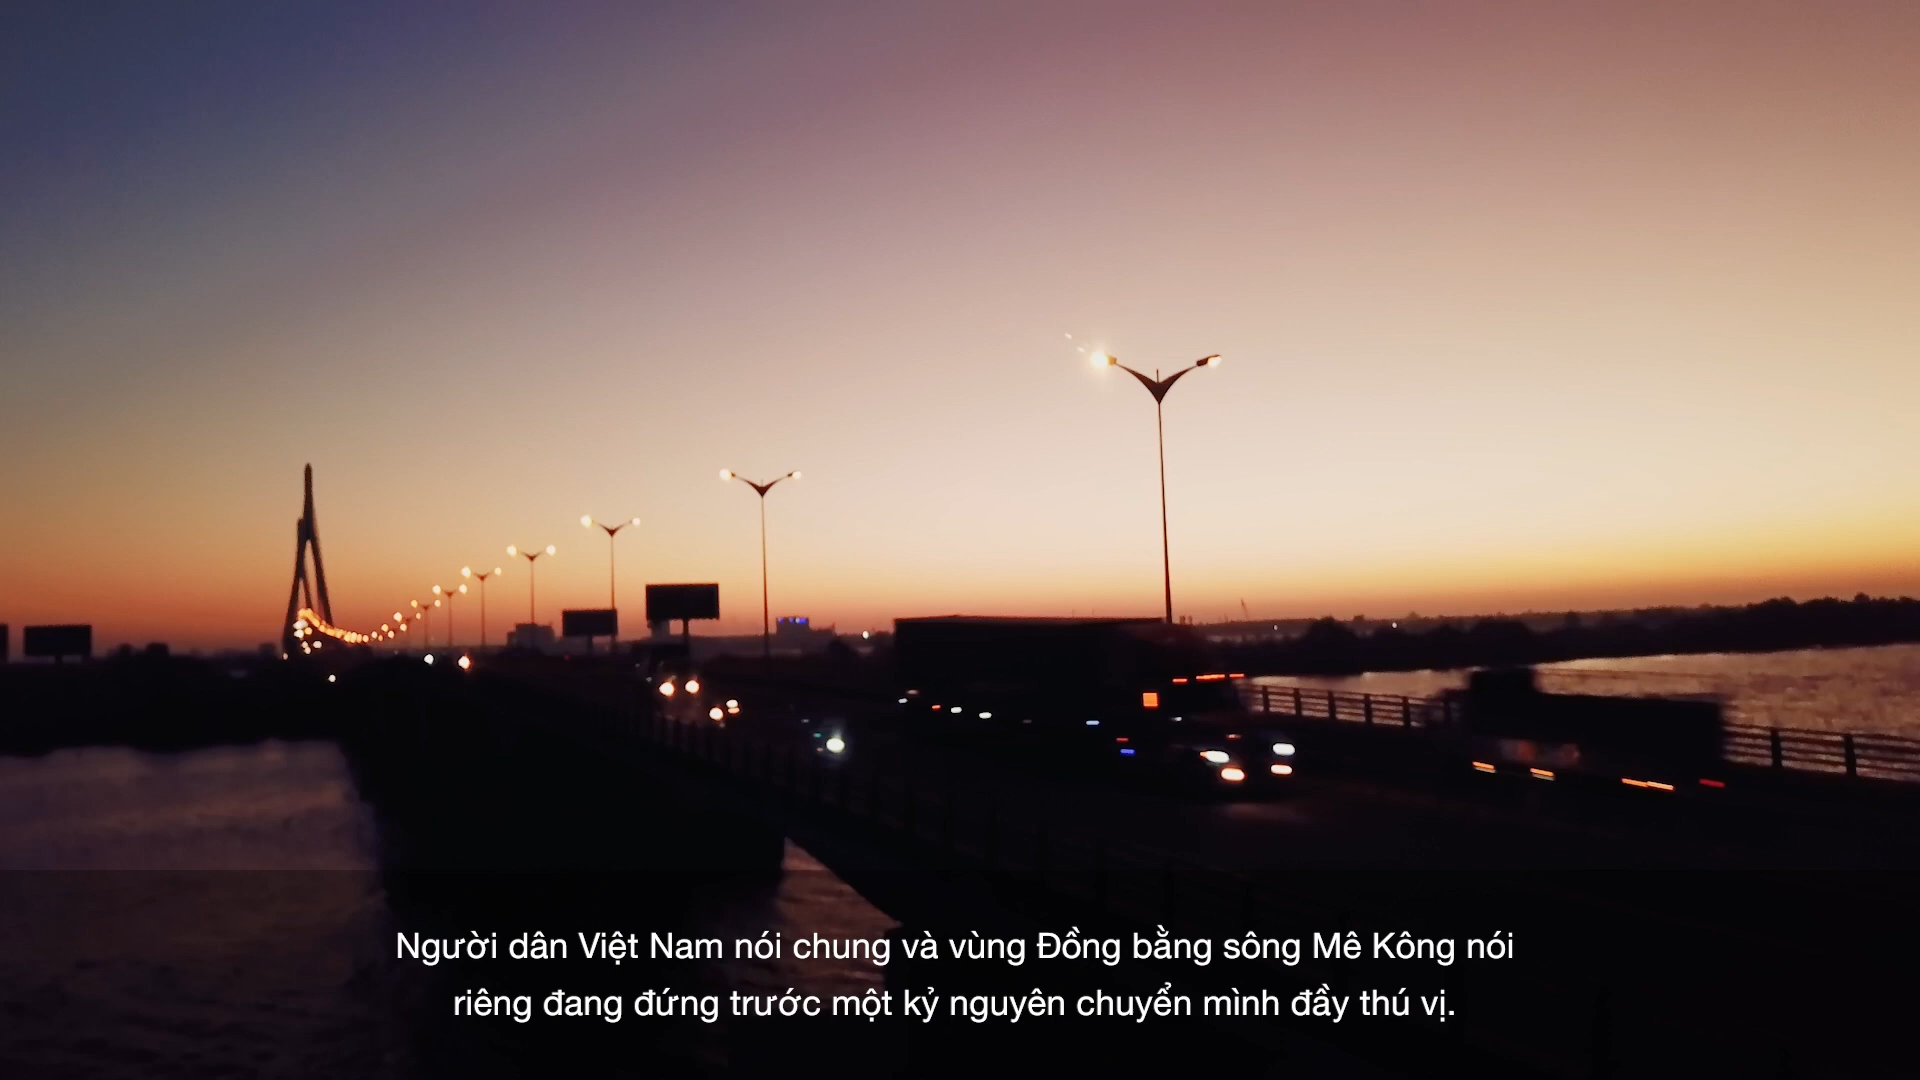 Người dân Việt Nam nói chung và vùng Đồng bằng sông Mê Kông nói
riêng đang đứng trước một kỷ nguyên chuyển mình đầy thú vị.